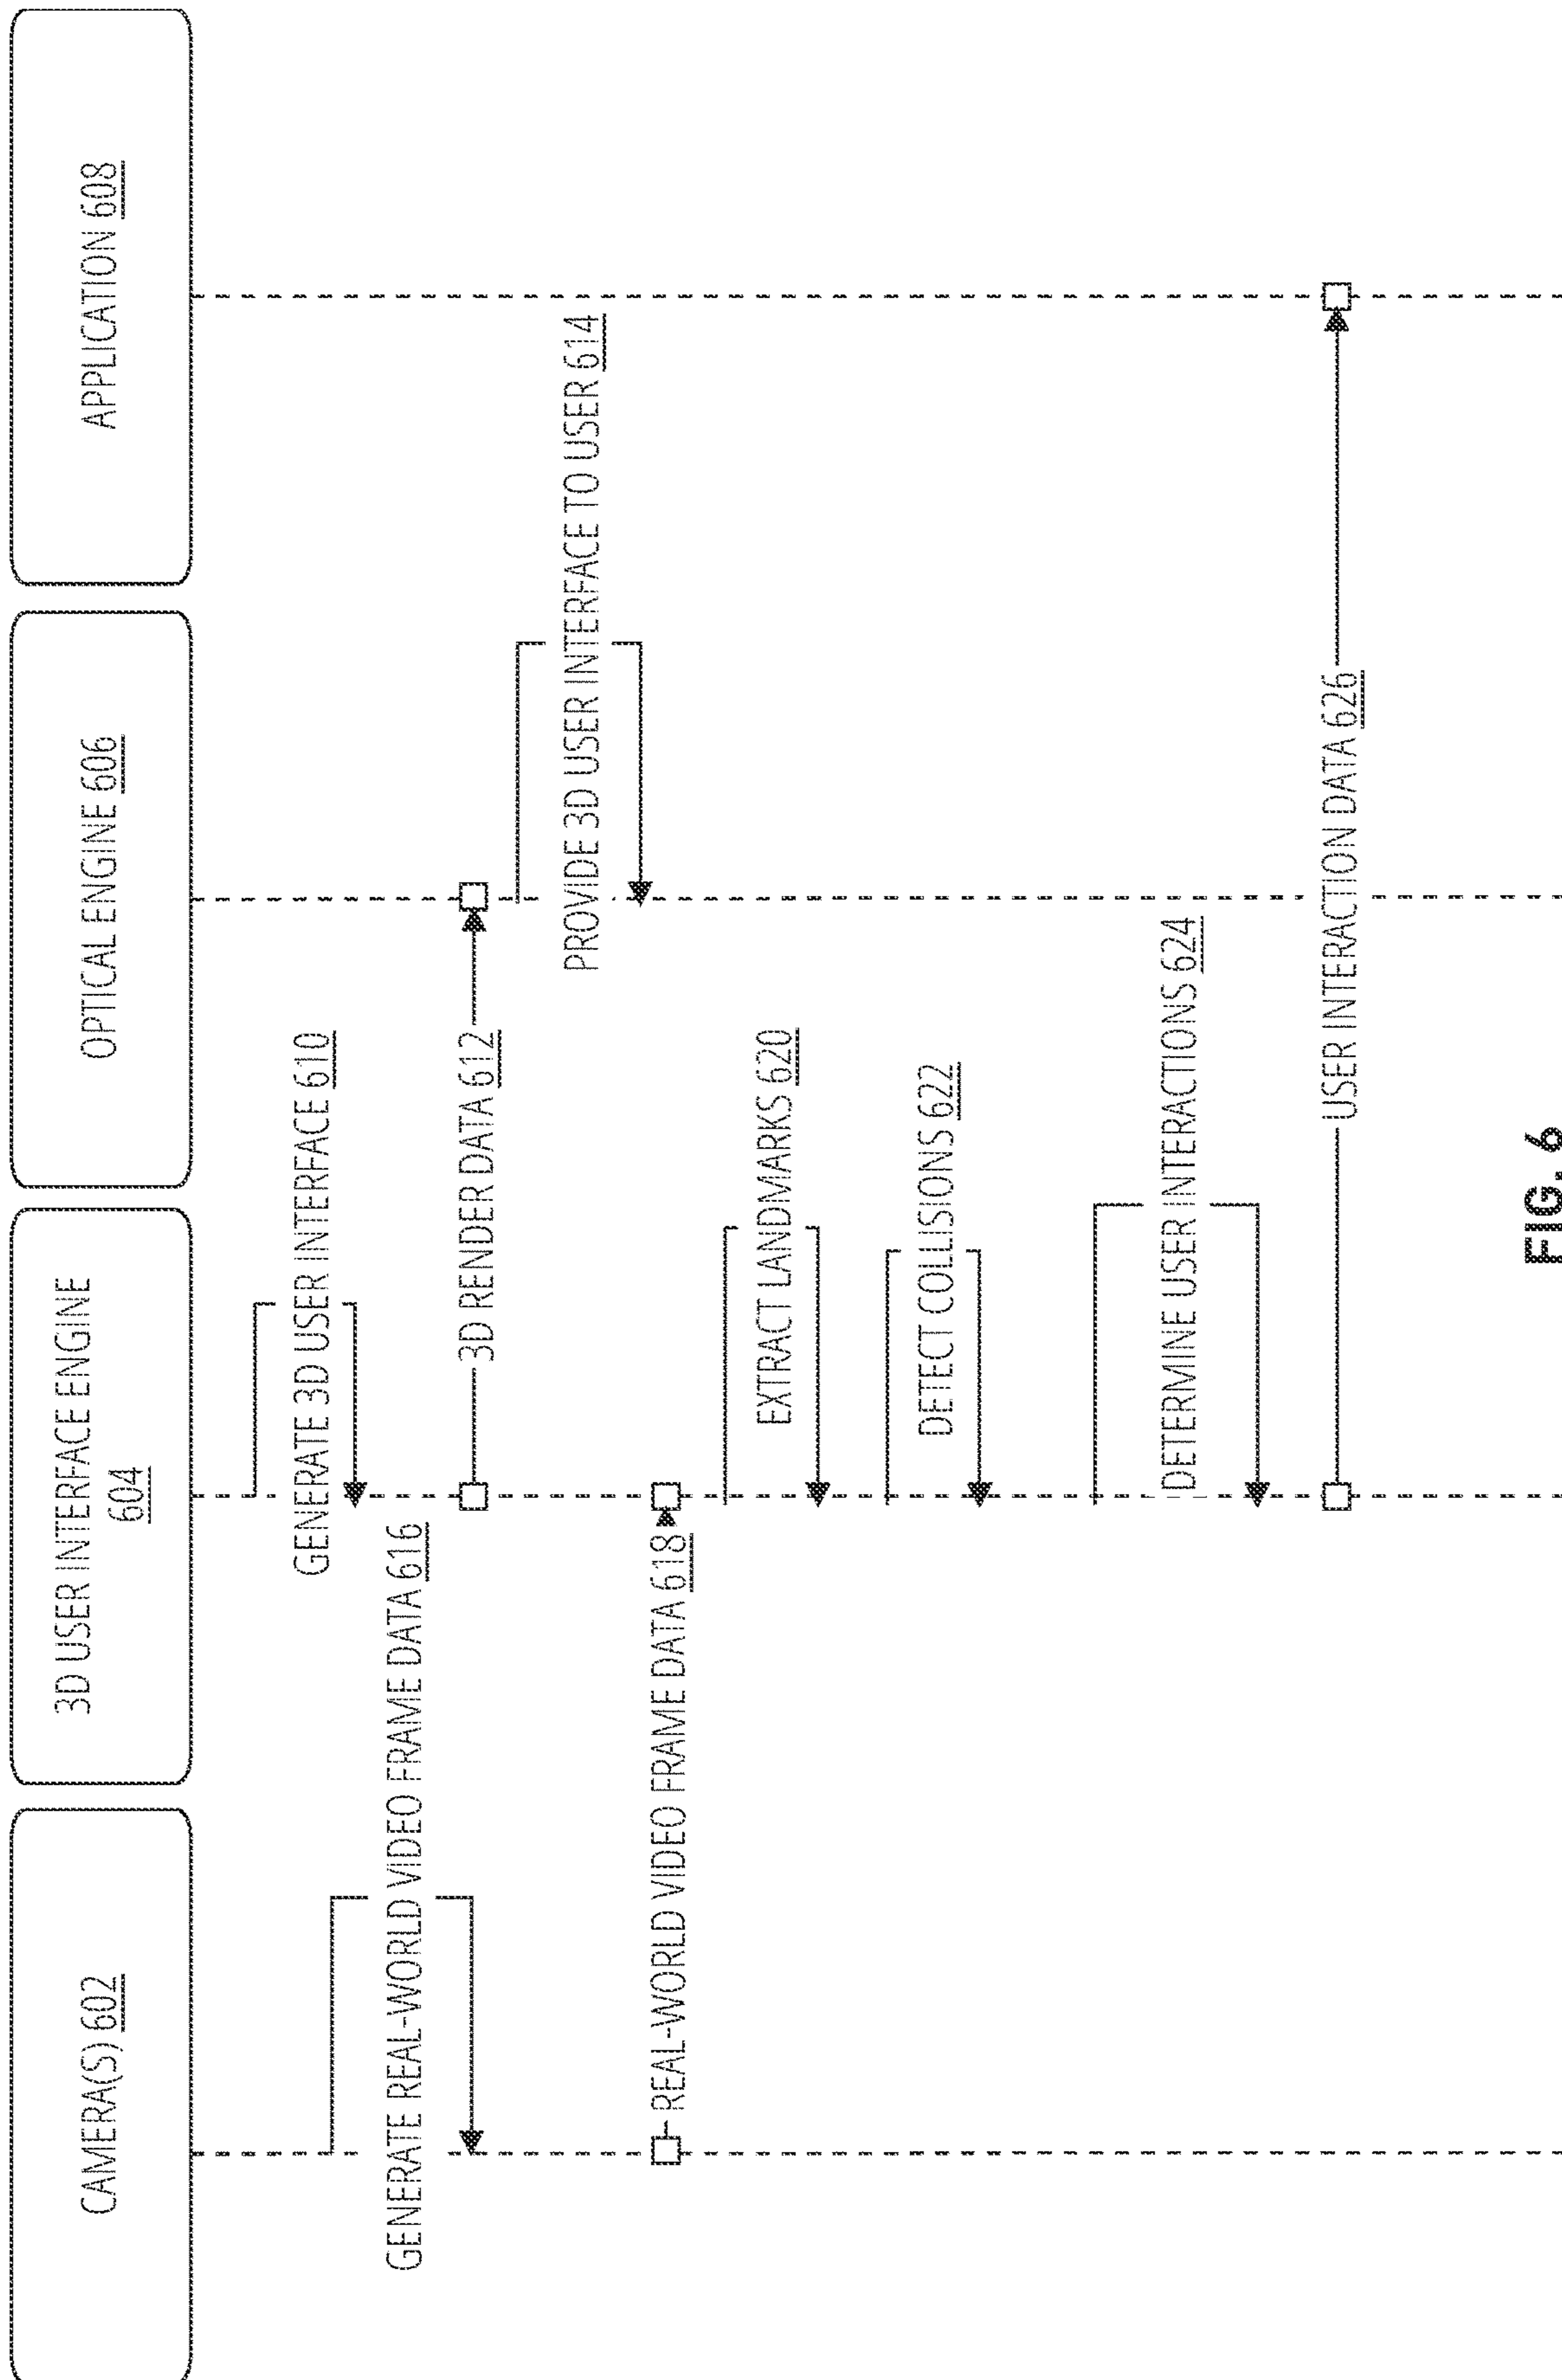 CAMERA(S) 602
3D USER INTERFACE ENGINE
604
OPTICAL ENGINE 606
APPLICATION 608
GENERATE 3D USER INTERFACE 610
GENERATE REAL-WORLD VIDEO FRAME DATA 616
3D RENDER DATA 612
PROVIDE 3D USER INTERFACE TO USER 614
REAL-WORLD VIDEO FRAME DATA 618
EXTRACT LANDMARKS 620
DETECT COLLISIONS 622
DETERMINE USER INTERACTIONS 624
USER INTERACTION DATA 626
FIG. 6